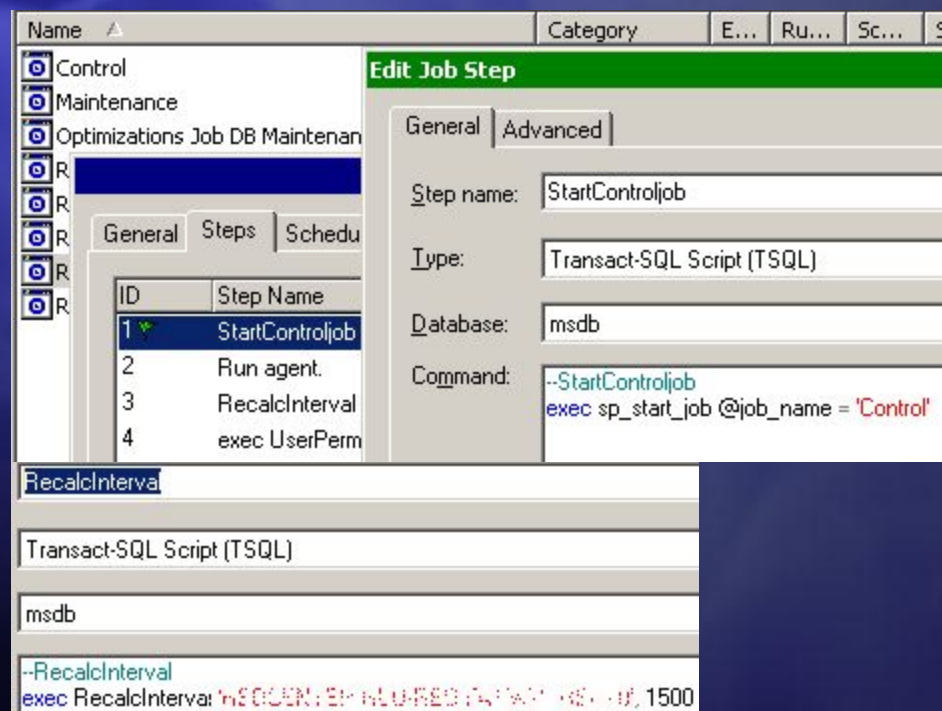 Name Category E... Ru... Sc... S
Control
Maintenance
Optimizations Job DB Maintenan
R
R
R
R
R
General Steps Schedu
ID Step Name
1 StartControljob
2 Run agent.
3 RecalcInterval
4 exec UserPerm
Edit Job Step
General Advanced
Step name: StartControljob
Type: Transact-SQL Script (TSQL)
Database: msdb
Command: --StartControljob
exec sp_start_job @job_name = 'Control'
RecalcInterval
Transact-SQL Script (TSQL)
msdb
--RecalcInterval
exec RecalcInterval , 1500